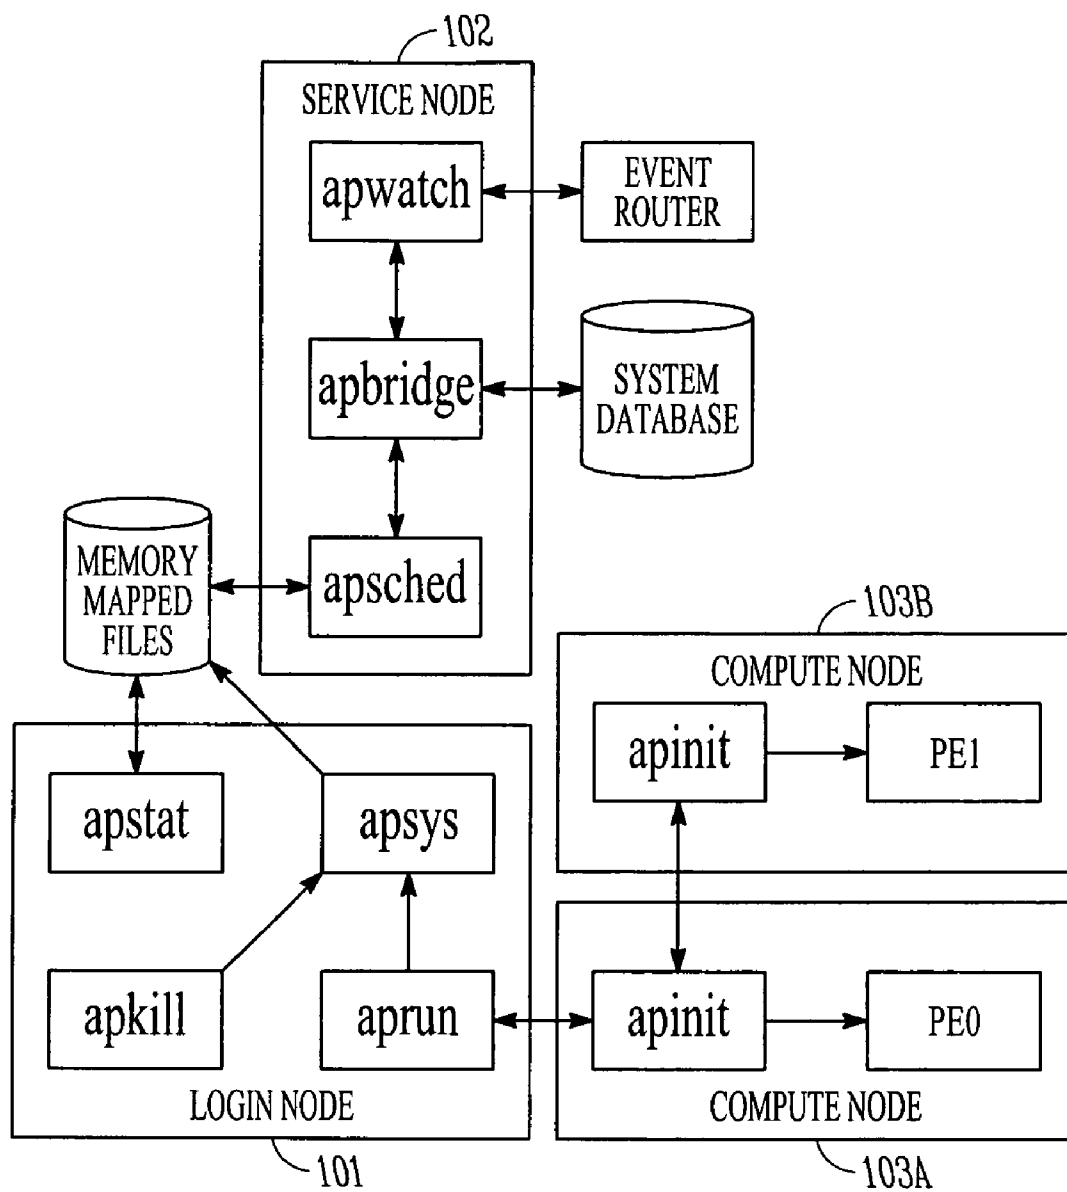 102
SERVICE NODE
apwatch
EVENT
ROUTER
apbridge
SYSTEM
DATABASE
MEMORY
MAPPED
FILES
apsched
103B
COMPUTE NODE
apinit
PE1
apstat
apsys
apkill
aprun
apinit
PE0
LOGIN NODE
COMPUTE NODE
101
103A